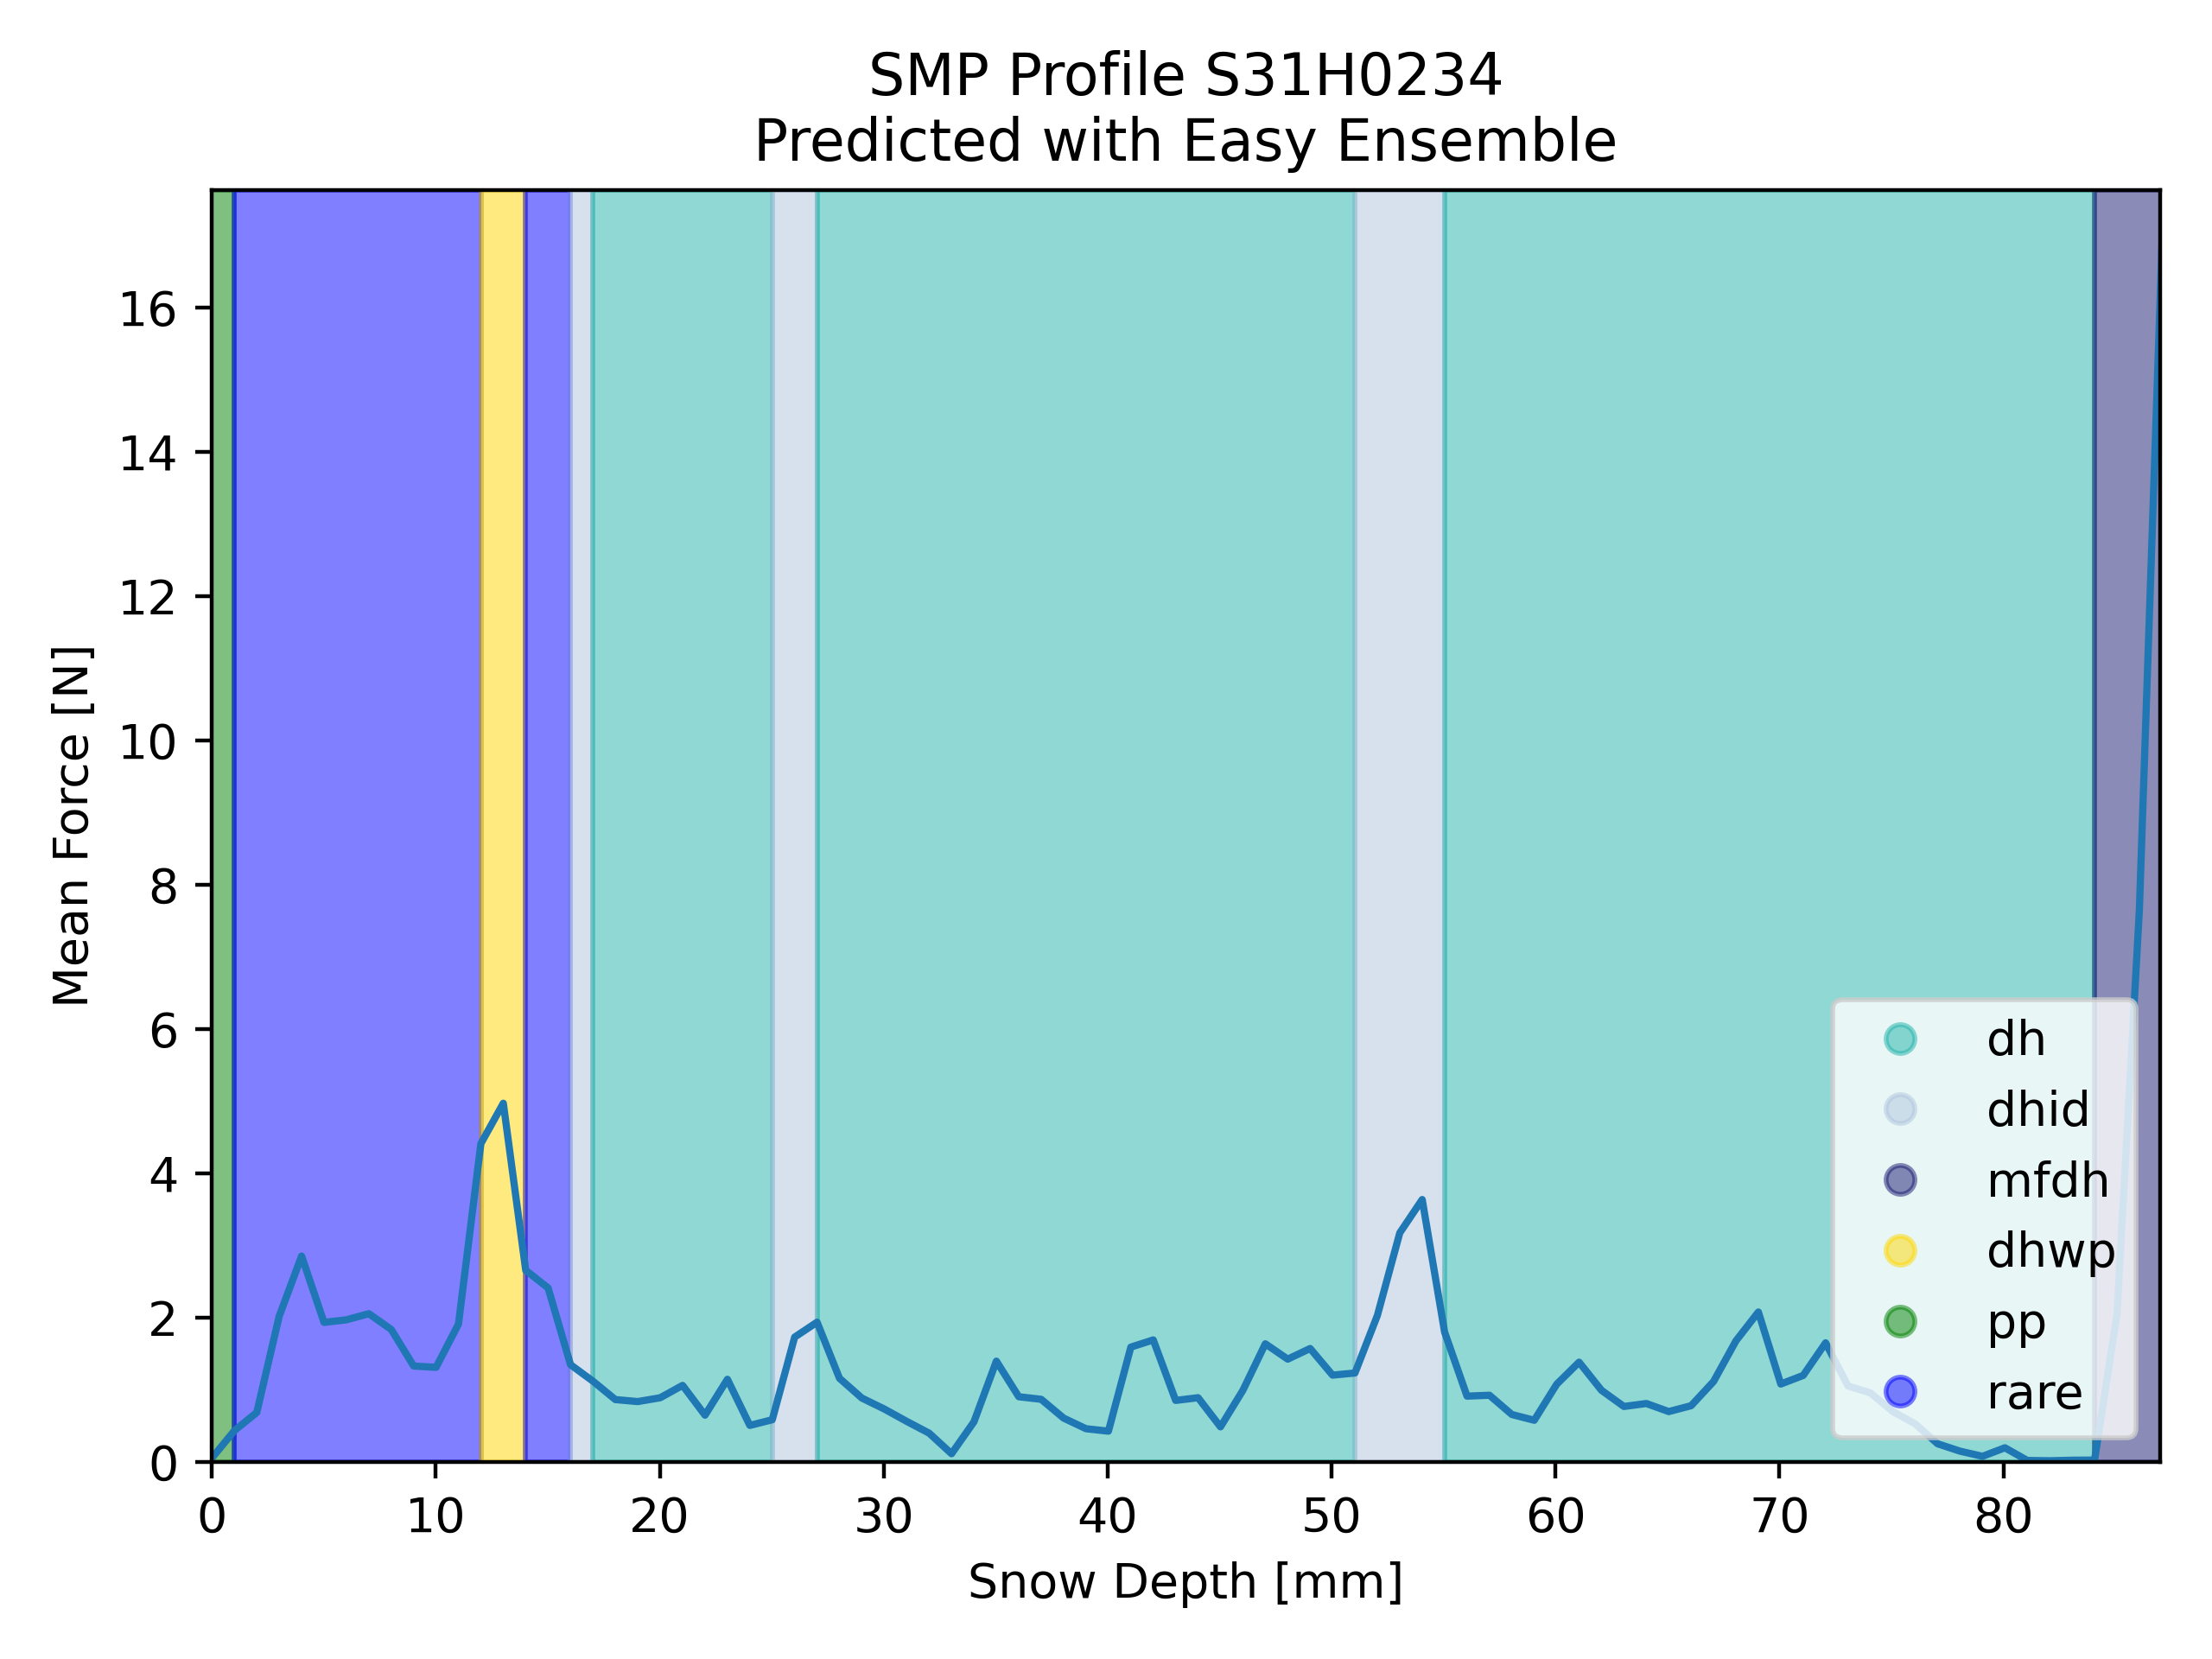 SMP Profile S31H0234
Predicted with Easy Ensemble
Mean Force [N]
16
14
12
10
8
6
4
2
0
dh
dhid
mfdh
dhwp
pp
rare
0 10 20 30 40 50 60 70 80
Snow Depth [mm]